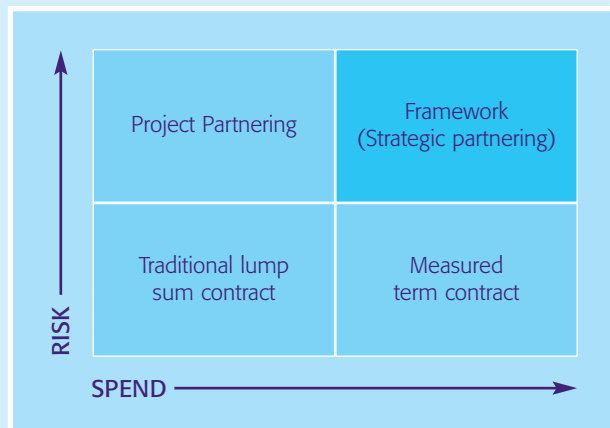 Project Partnering
Framework
(Strategic partnering)
Traditional lump
sum contract
Measured
term contract
RISK
SPEND